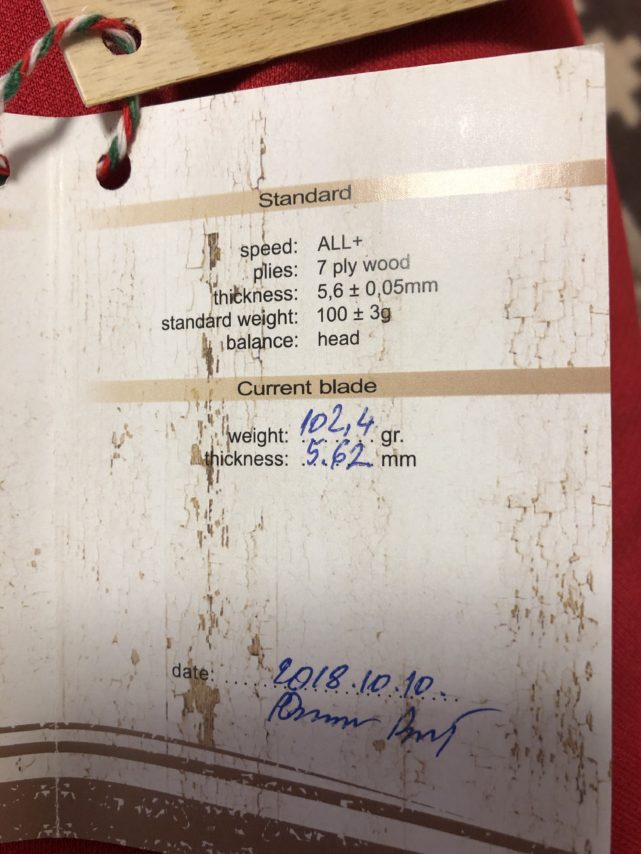 Standard
speed: ALL+
plies: 7 ply wood
thickness: 5,6 ± 0,05mm
standard weight: 100 ± 3g
balance: head
Current blade
weight: 102,4 gr.
thickness: 5.62 mm
date: 2018.10.10.